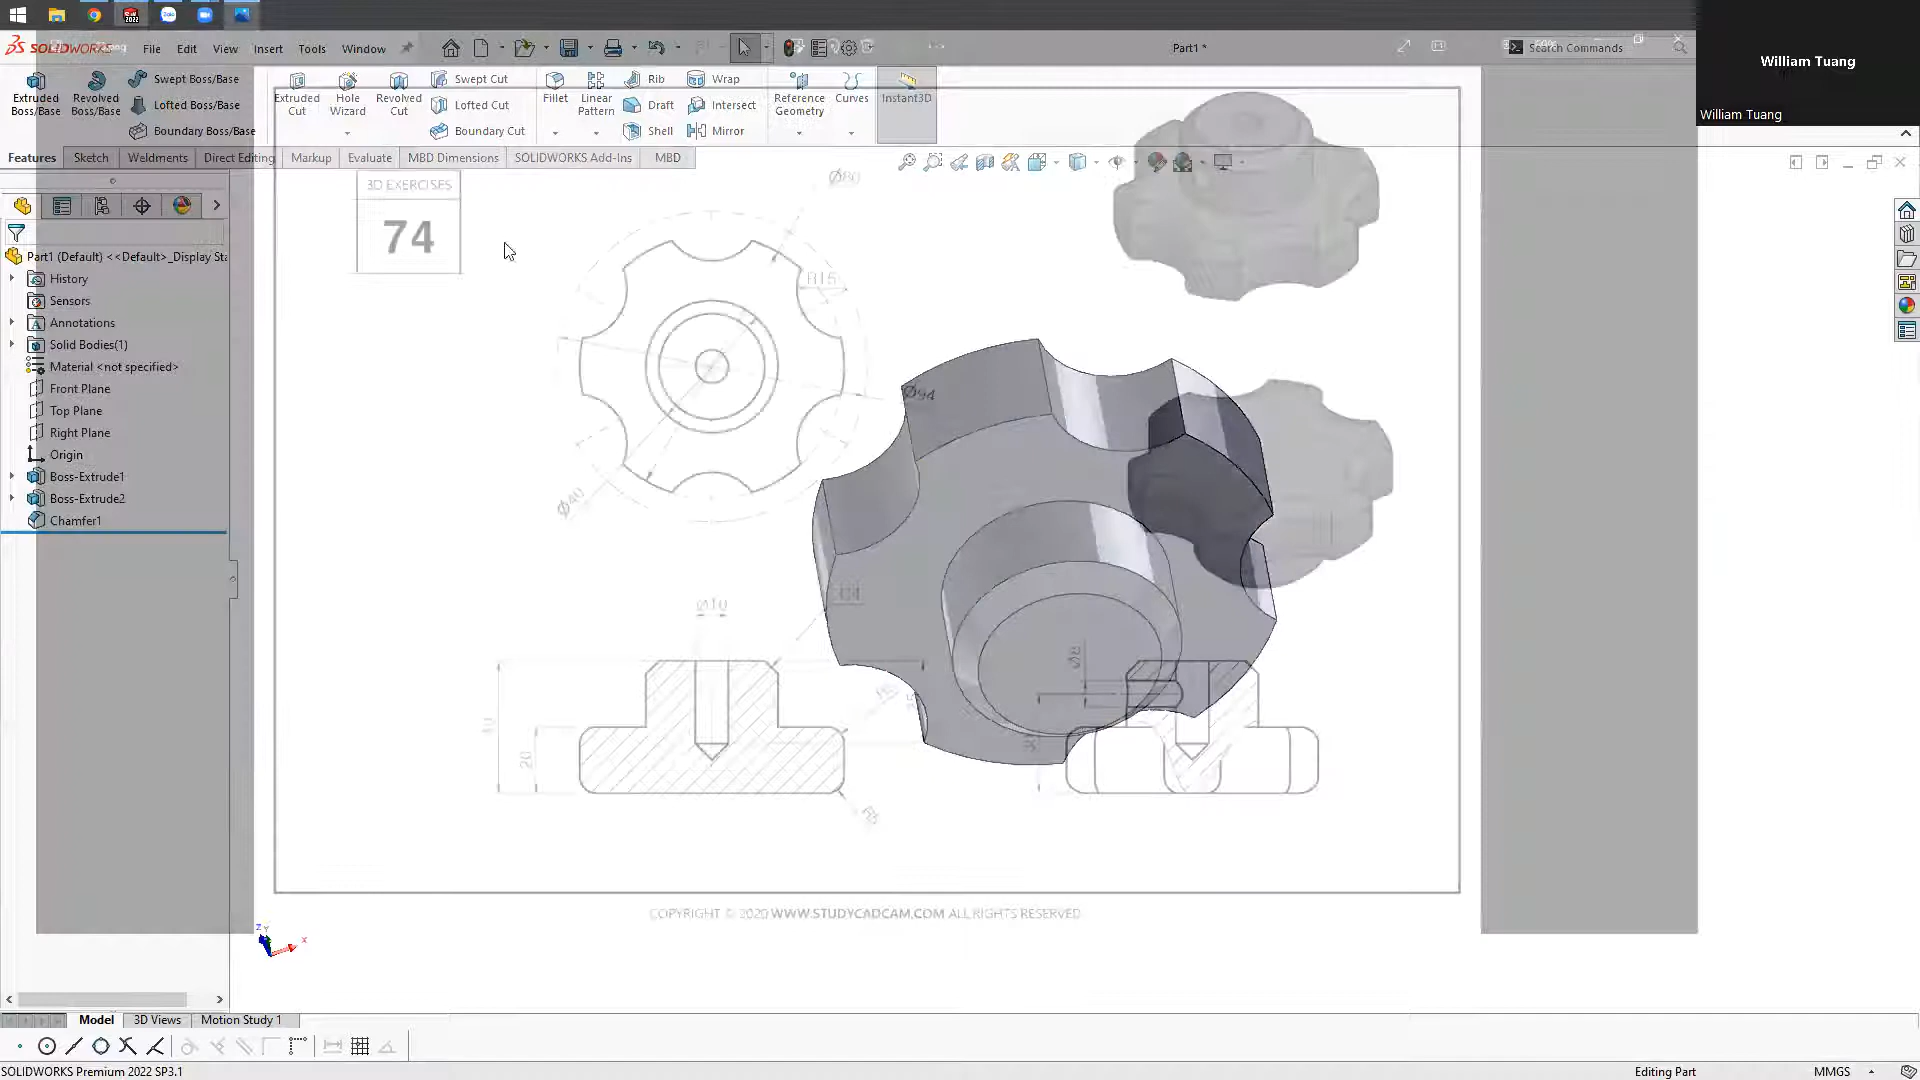 SOLIDWORKS
File Edit View Insert Tools Window
Part1 *
Search Commands
William Tuang
William Tuang
Extruded Boss/Base
Revolved Boss/Base
Swept Boss/Base
Lofted Boss/Base
Boundary Boss/Base
Extruded Cut
Hole Wizard
Revolved Cut
Swept Cut
Lofted Cut
Boundary Cut
Fillet
Linear Pattern
Rib
Draft
Shell
Wrap
Intersect
Mirror
Reference Geometry
Curves
Instant3D
Features Sketch Weldments Direct Editing Markup Evaluate MBD Dimensions SOLIDWORKS Add-Ins MBD
Part1 (Default) <<Default>_Display Sta
History
Sensors
Annotations
Solid Bodies(1)
Material <not specified>
Front Plane
Top Plane
Right Plane
Origin
Boss-Extrude1
Boss-Extrude2
Chamfer1
3D EXERCISES
74
Ø80
R15
Ø94
Ø40
Ø10
20
Ø8
COPYRIGHT © 2020 WWW.STUDYCADCAM.COM ALL RIGHTS RESERVED
Z Y X
Model 3D Views Motion Study 1
SOLIDWORKS Premium 2022 SP3.1
Editing Part
MMGS